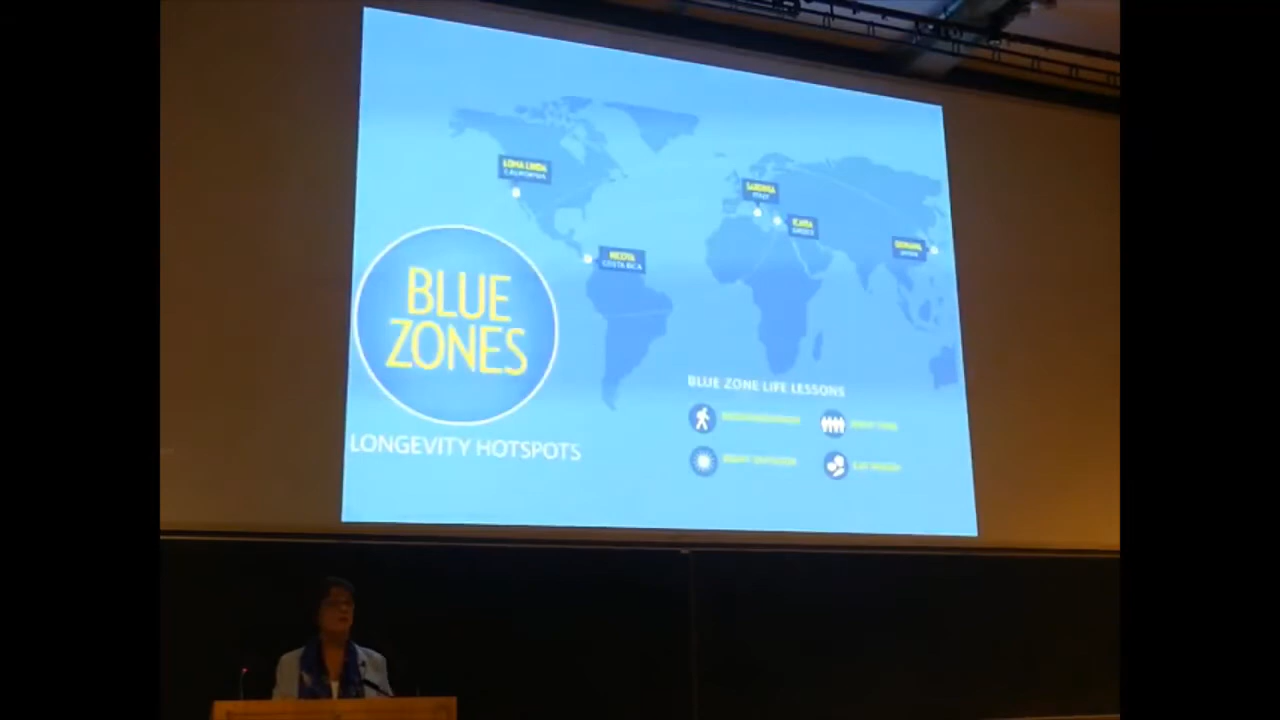 LOMA LINDA
CALIFORNIA
SARDINIA
ITALY
IKARIA
GREECE
OKINAWA
JAPAN
NICOYA
COSTA RICA
BLUE
ZONES
LONGEVITY HOTSPOTS
BLUE ZONE LIFE LESSONS